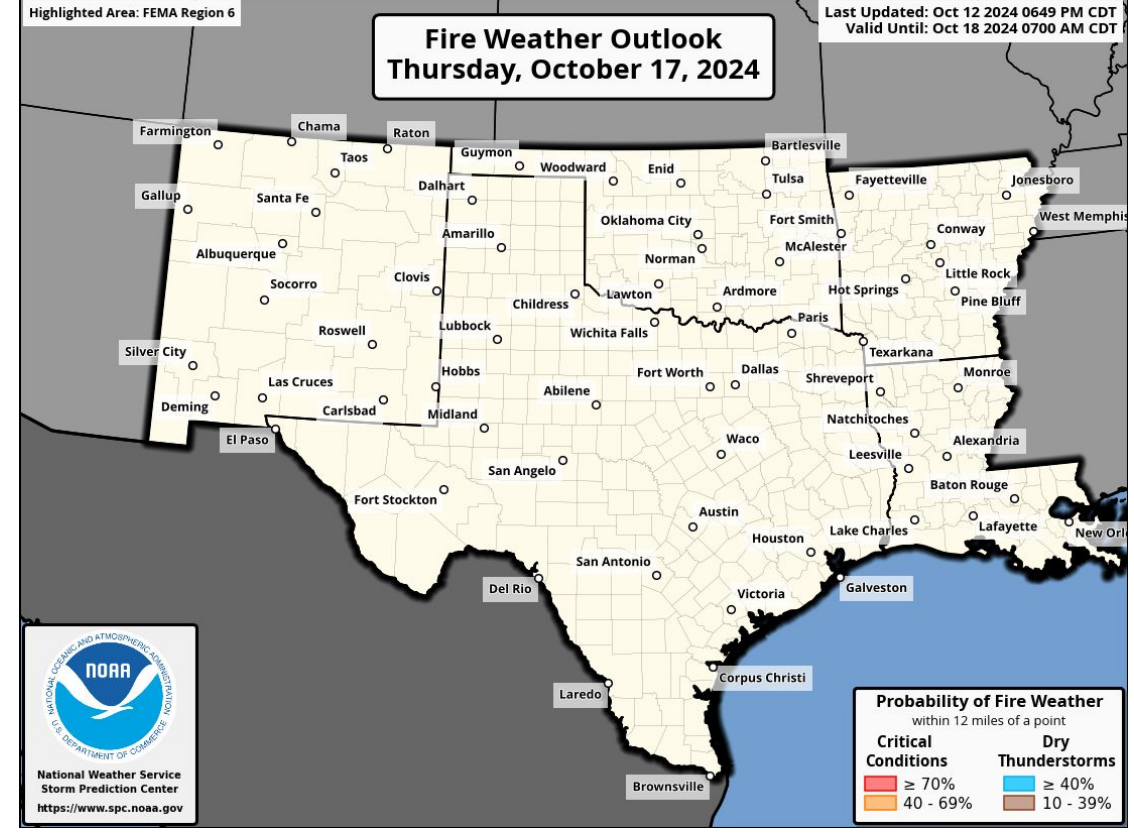 Highlighted Area: FEMA Region 6
Last Updated: Oct 12 2024 0649 PM CDT
Valid Until: Oct 18 2024 0700 AM CDT
Fire Weather Outlook
Thursday, October 17, 2024
Farmington
Chama
Raton
Taos
Guymon
Woodward
Enid
Bartlesville
Tulsa
Fayetteville
Jonesboro
Gallup
Santa Fe
Dalhart
Oklahoma City
Fort Smith
West Memphis
Albuquerque
Amarillo
Norman
McAlester
Conway
Socorro
Clovis
Childress
Lawton
Ardmore
Hot Springs
Little Rock
Pine Bluff
Roswell
Lubbock
Wichita Falls
Paris
Silver City
Hobbs
Texarkana
Las Cruces
Abilene
Fort Worth
Dallas
Shreveport
Monroe
Deming
Carlsbad
Midland
Natchitoches
El Paso
San Angelo
Waco
Leesville
Alexandria
Fort Stockton
Baton Rouge
Austin
Houston
Lake Charles
Lafayette
New Orl
San Antonio
Del Rio
Victoria
Galveston
Laredo
Corpus Christi
Brownsville
NATIONAL OCEANIC AND ATMOSPHERIC ADMINISTRATION
NOAA
U.S. DEPARTMENT OF COMMERCE
National Weather Service
Storm Prediction Center
https://www.spc.noaa.gov
Probability of Fire Weather
within 12 miles of a point
Critical Conditions
≥ 70%
40 - 69%
Dry Thunderstorms
≥ 40%
10 - 39%